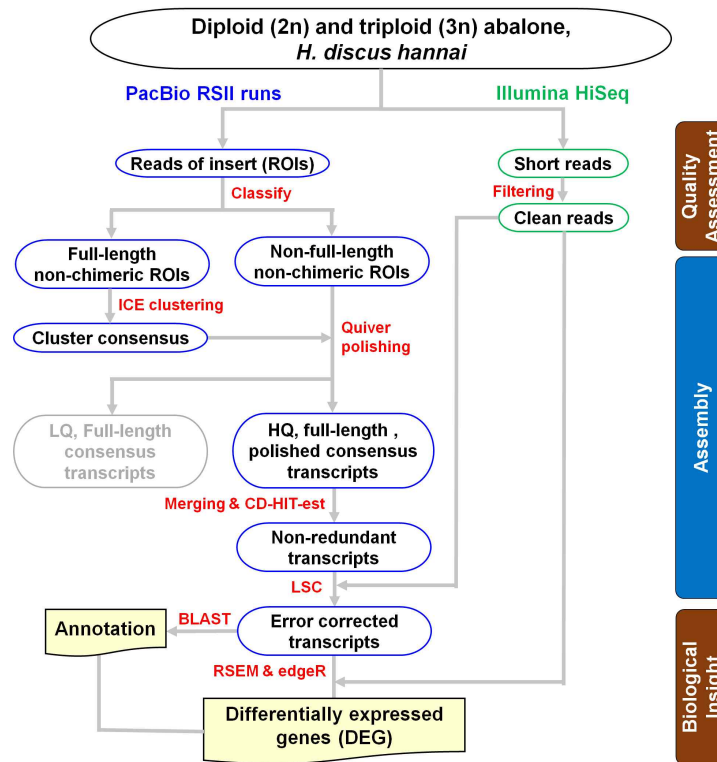 Diploid (2n) and triploid (3n) abalone,
H. discus hannai
PacBio RSII runs
Illumina HiSeq
Reads of insert (ROIs)
Short reads
Classify
Filtering
Clean reads
Quality
Assessment
Full-length
non-chimeric ROIs
Non-full-length
non-chimeric ROIs
ICE clustering
Cluster consensus
Quiver
polishing
Assembly
LQ, Full-length
consensus
transcripts
HQ, full-length ,
polished consensus
transcripts
Merging & CD-HIT-est
Non-redundant
transcripts
LSC
Annotation
BLAST
Error corrected
transcripts
RSEM & edgeR
Differentially expressed
genes (DEG)
Biological
Insight